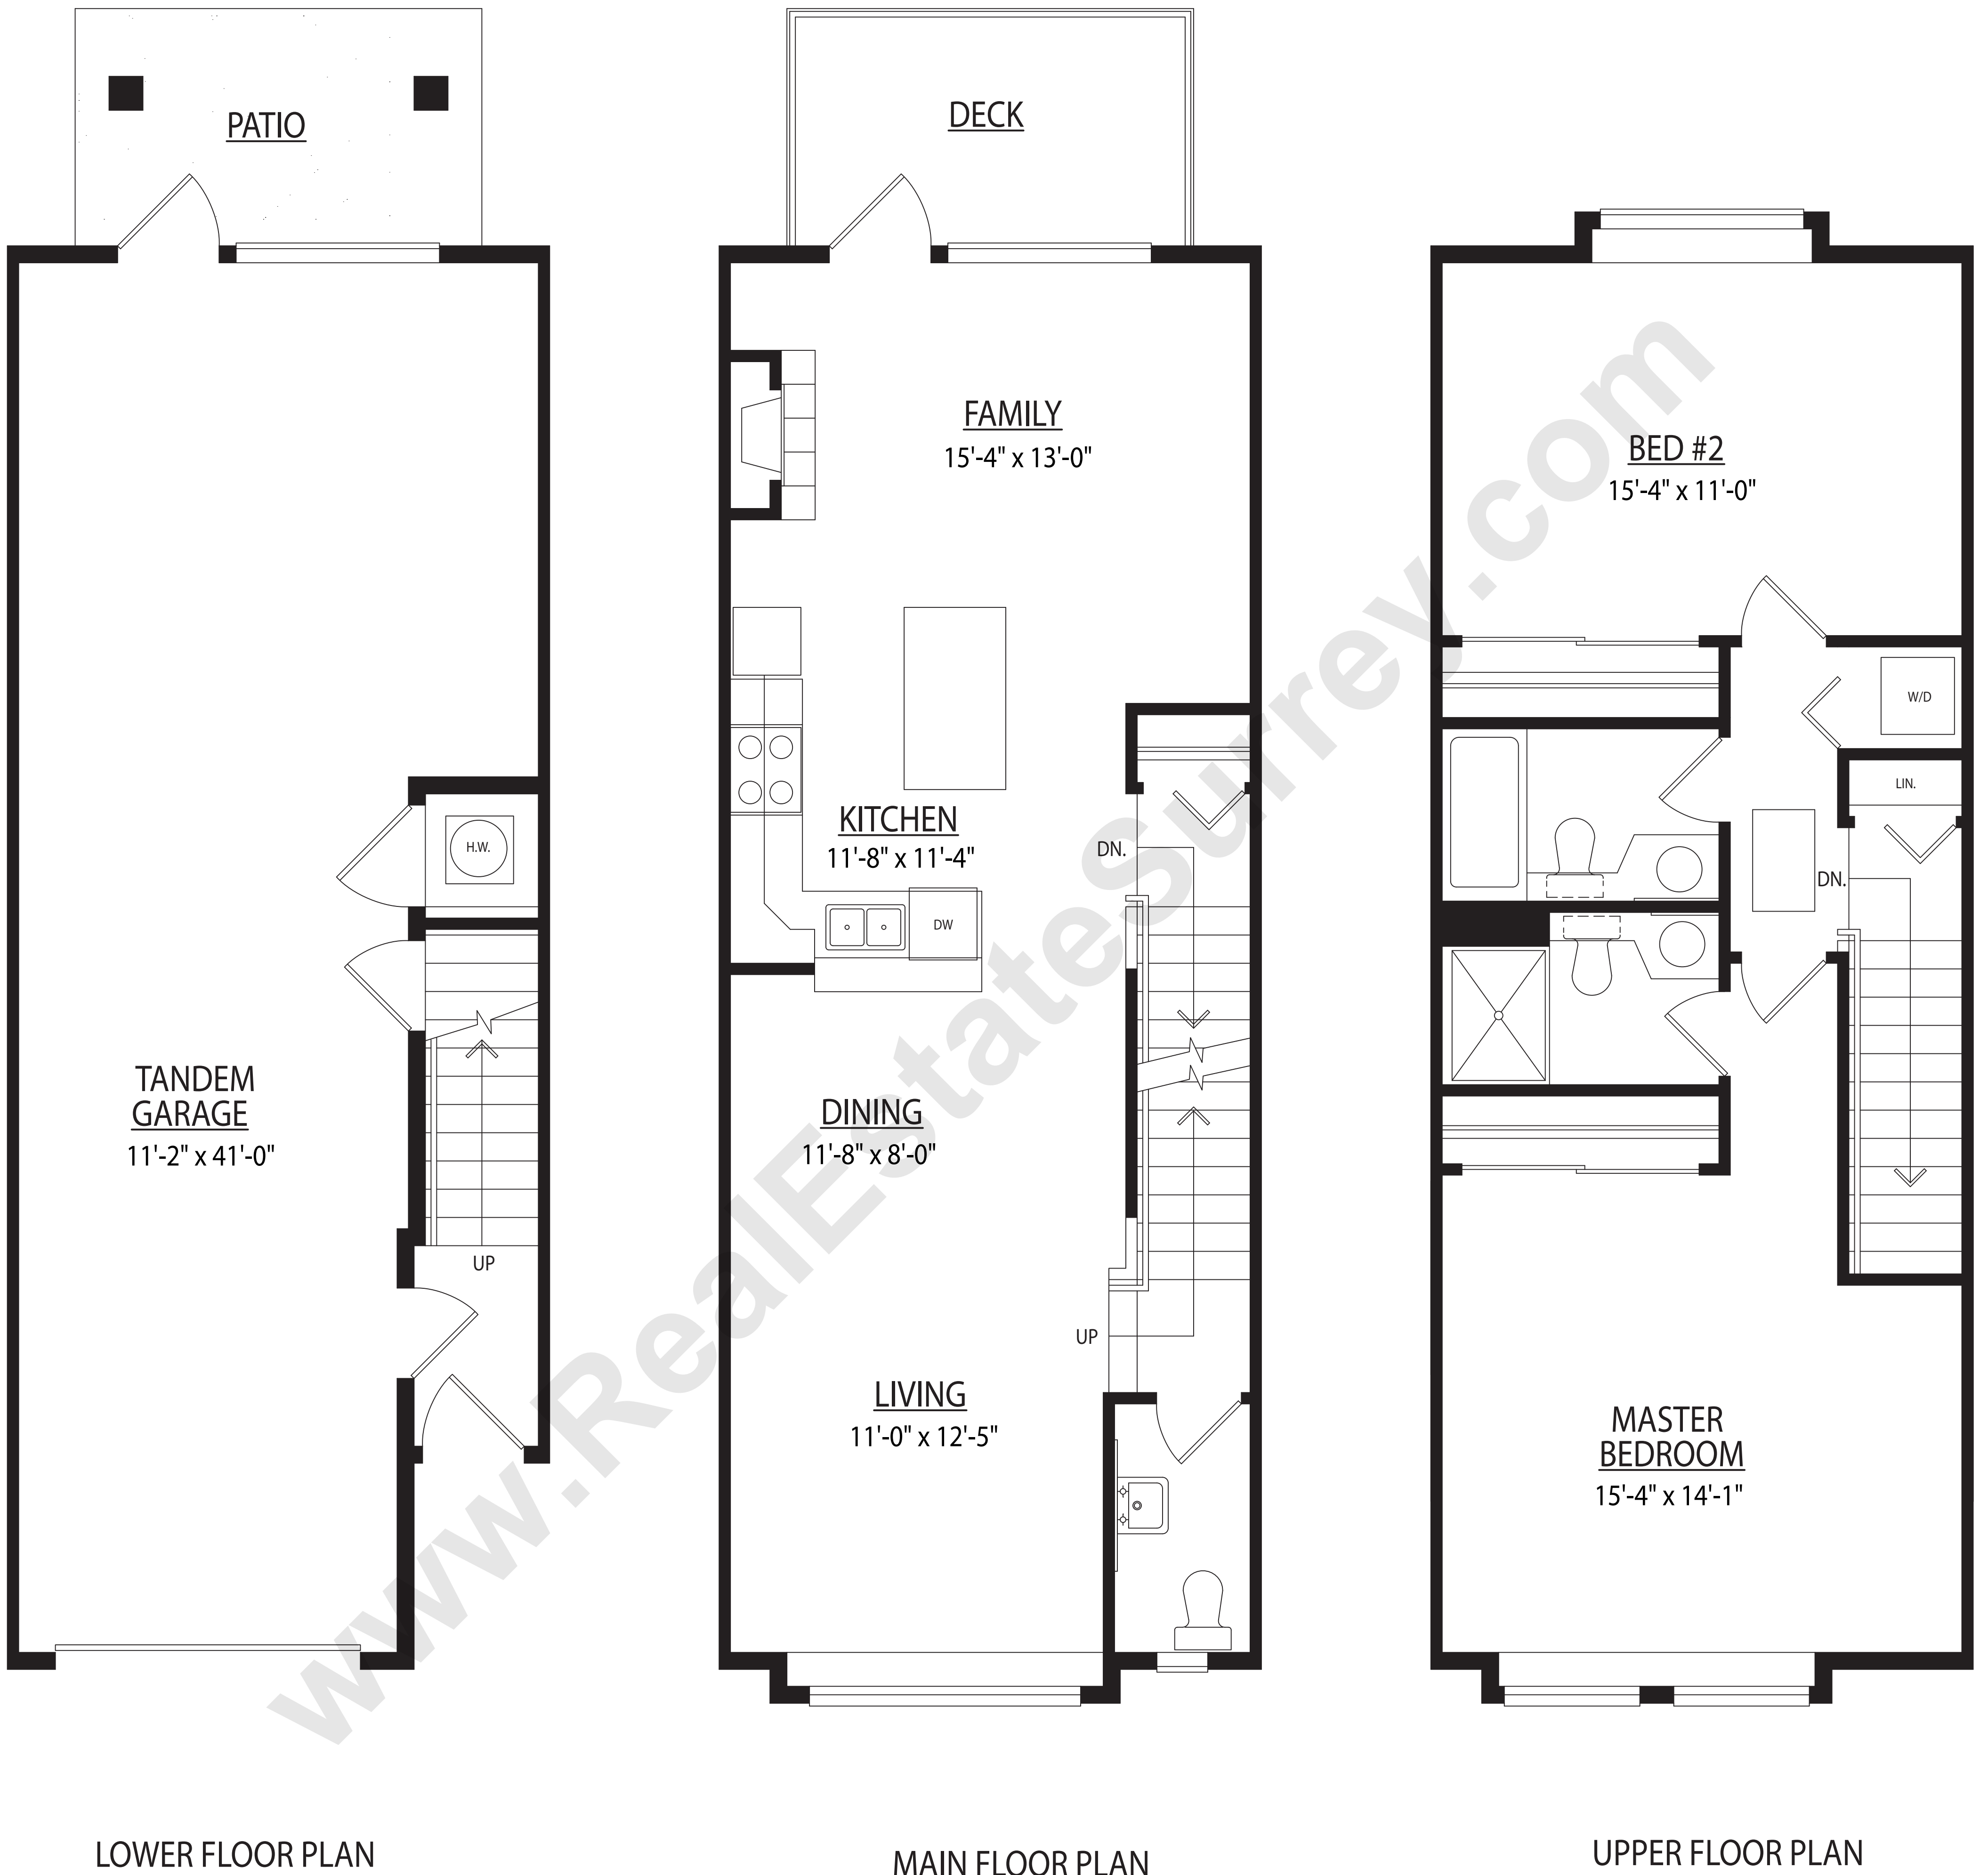 PATIO
H.W.
TANDEM
GARAGE
11'-2" x 41'-0"
UP
LOWER FLOOR PLAN
DECK
FAMILY
15'-4" x 13'-0"
KITCHEN
11'-8" x 11'-4"
DN.
DW
DINING
11'-8" x 8'-0"
UP
LIVING
11'-0" x 12'-5"
MAIN FLOOR PLAN
BED #2
15'-4" x 11'-0"
W/D
LIN.
DN.
MASTER
BEDROOM
15'-4" x 14'-1"
UPPER FLOOR PLAN
www.RealEstateSurrey.com